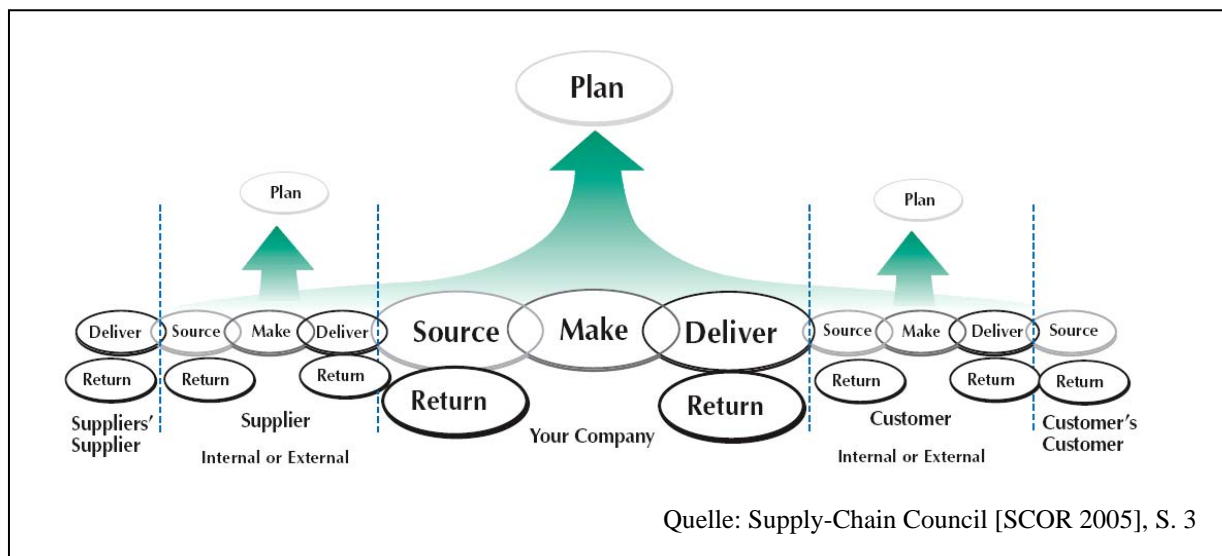 Plan
Plan
Plan
Deliver Source Make Deliver Source Make Deliver Source Make Deliver Source
Return Return Return Return Return Return Return Return
Suppliers'
Supplier
Supplier
Internal or External
Your Company
Customer
Internal or External
Customer's
Customer
Quelle: Supply-Chain Council [SCOR 2005], S. 3